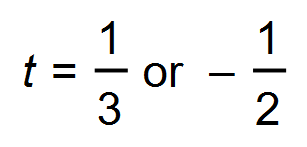 t = 1/3 or – 1/2